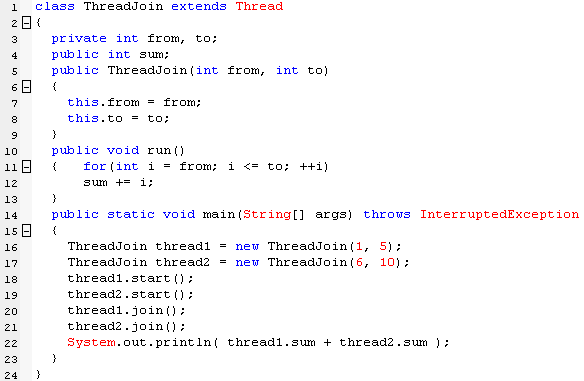 1 class ThreadJoin extends Thread
2 {
3 private int from, to;
4 public int sum;
5 public ThreadJoin(int from, int to)
6 {
7 this.from = from;
8 this.to = to;
9 }
10 public void run()
11 { for(int i = from; i <= to; ++i)
12 sum += i;
13 }
14 public static void main(String[] args) throws InterruptedException
15 {
16 ThreadJoin thread1 = new ThreadJoin(1, 5);
17 ThreadJoin thread2 = new ThreadJoin(6, 10);
18 thread1.start();
19 thread2.start();
20 thread1.join();
21 thread2.join();
22 System.out.println( thread1.sum + thread2.sum );
23 }
24 }